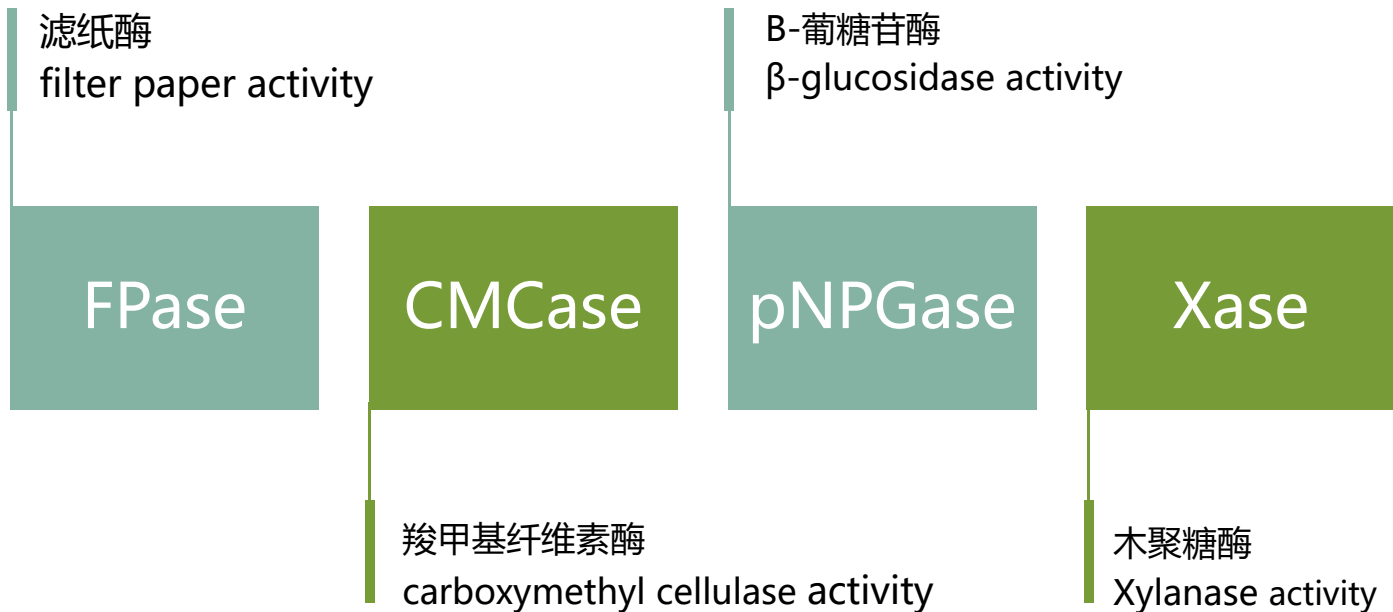 滤纸酶
filter paper activity
B-葡糖苷酶
β-glucosidase activity
FPase
CMCase
pNPGase
Xase
羧甲基纤维素酶
carboxymethyl cellulase activity
木聚糖酶
Xylanase activity